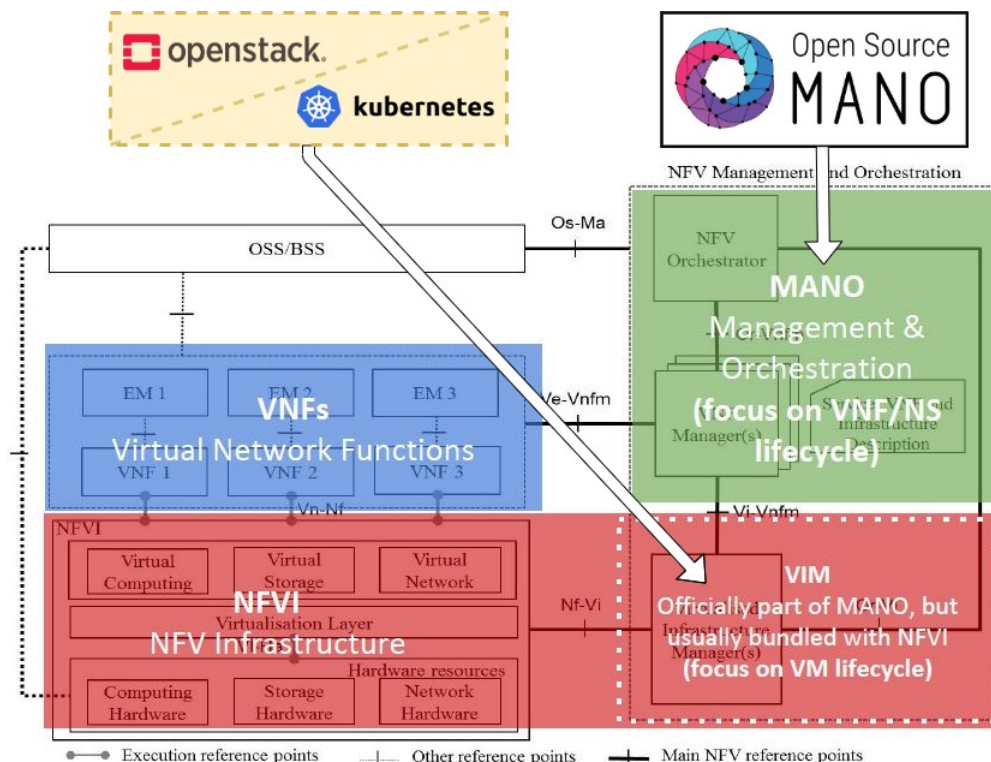 openstack.
kubernetes
Open Source
MANO
NFV Management and Orchestration
Os-Ma
OSS/BSS
NFV
Orchestrator
MANO
Management &
Orchestration
(focus on VNF/NS
lifecycle)
EM 1
EM 2
EM 3
VNFs
Virtual Network Functions
Ve-Vnfm
Manager(s)
Infrastructure
Description
VNF 1
VNF 2
VNF 3
Vn-Nf
Vi-Vnfm
NFVI
Virtual
Computing
Virtual
Storage
Virtual
Network
NFVI
NFV Infrastructure
Virtualisation Layer
Nf-Vi
VIM
Officially part of MANO, but
usually bundled with NFVI
(focus on VM lifecycle)
Infrastructure
Manager(s)
Hardware resources
Computing
Hardware
Storage
Hardware
Network
Hardware
Execution reference points
Other reference points
Main NFV reference points